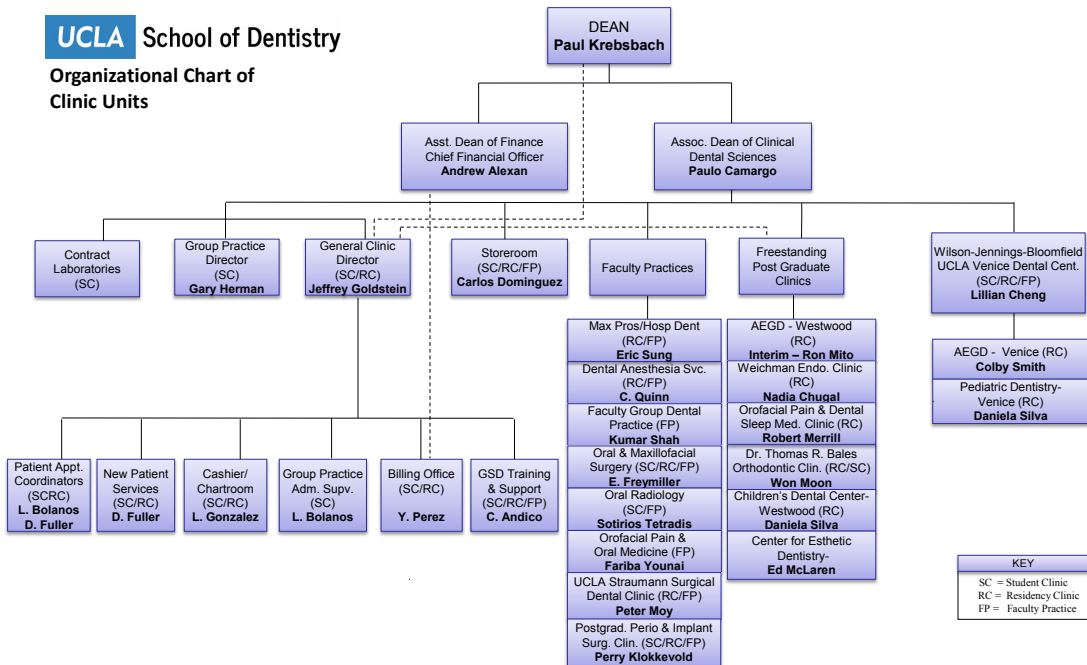 UCLA School of Dentistry
Organizational Chart of
Clinic Units
DEAN
Paul Krebsbach
Asst. Dean of Finance
Chief Financial Officer
Andrew Alexan
Assoc. Dean of Clinical
Dental Sciences
Paulo Camargo
Contract
Laboratories
(SC)
Group Practice
Director
(SC)
Gary Herman
General Clinic
Director
(SC/RC)
Jeffrey Goldstein
Storeroom
(SC/RC/FP)
Carlos Dominguez
Faculty Practices
Freestanding
Post Graduate
Clinics
Wilson-Jennings-Bloomfield
UCLA Venice Dental Cent.
(SC/RC/FP)
Lillian Cheng
Max Pros/Hosp Dent
(RC/FP)
Eric Sung
Dental Anesthesia Svc.
(RC/FP)
C. Quinn
Faculty Group Dental
Practice (FP)
Kumar Shah
Oral & Maxillofacial
Surgery (SC/RC/FP)
E. Freymiller
Oral Radiology
(SC/FP)
Sotirios Tetradis
Orofacial Pain &
Oral Medicine (FP)
Fariba Younai
UCLA Straumann Surgical
Dental Clinic (RC/FP)
Peter Moy
Postgrad. Perio & Implant
Surg. Clin. (SC/RC/FP)
Perry Klokkevold
AEGD - Westwood
(RC)
Interim – Ron Mito
Weichman Endo. Clinic
(RC)
Nadia Chugal
Orofacial Pain & Dental
Sleep Med. Clinic (RC)
Robert Merrill
Dr. Thomas R. Bales
Orthodontic Clin. (RC/SC)
Won Moon
Children's Dental Center-
Westwood (RC)
Daniela Silva
Center for Esthetic
Dentistry-
Ed McLaren
AEGD - Venice (RC)
Colby Smith
Pediatric Dentistry-
Venice (RC)
Daniela Silva
Patient Appt.
Coordinators
(SCRC)
L. Bolanos
D. Fuller
New Patient
Services
(SC/RC)
D. Fuller
Cashier/
Chartroom
(SC/RC)
L. Gonzalez
Group Practice
Adm. Supv.
(SC)
L. Bolanos
Billing Office
(SC/RC)
Y. Perez
GSD Training
& Support
(SC/RC/FP)
C. Andico
KEY
SC = Student Clinic
RC = Residency Clinic
FP = Faculty Practice